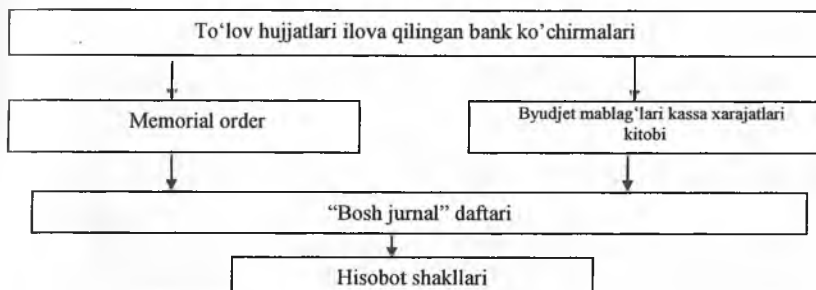 To‘lov hujjatlari ilova qilingan bank ko’chirmalari
Memorial order
Byudjet mablag‘lari kassa xarajatlari
kitobi
“Bosh jurnal” daftari
Hisobot shakllari